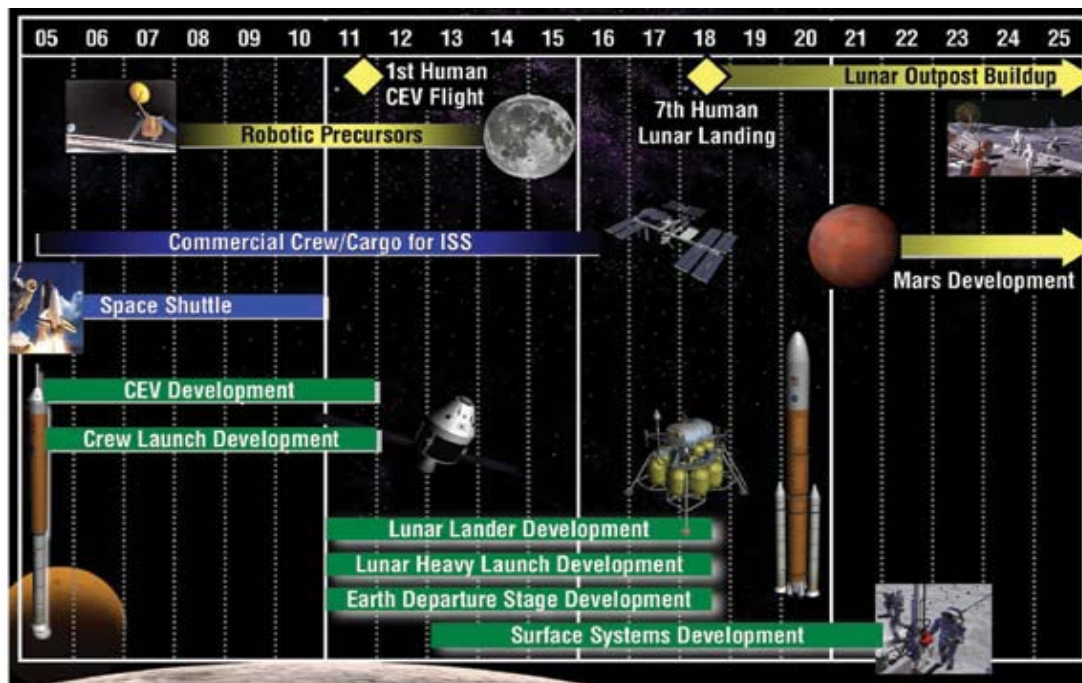 05 06 07 08 09 10 11 12 13 14 15 16 17 18 19 20 21 22 23 24 25
1st Human
CEV Flight
Lunar Outpost Buildup
7th Human
Lunar Landing
Robotic Precursors
Commercial Crew/Cargo for ISS
Mars Development
Space Shuttle
CEV Development
Crew Launch Development
Lunar Lander Development
Lunar Heavy Launch Development
Earth Departure Stage Development
Surface Systems Development